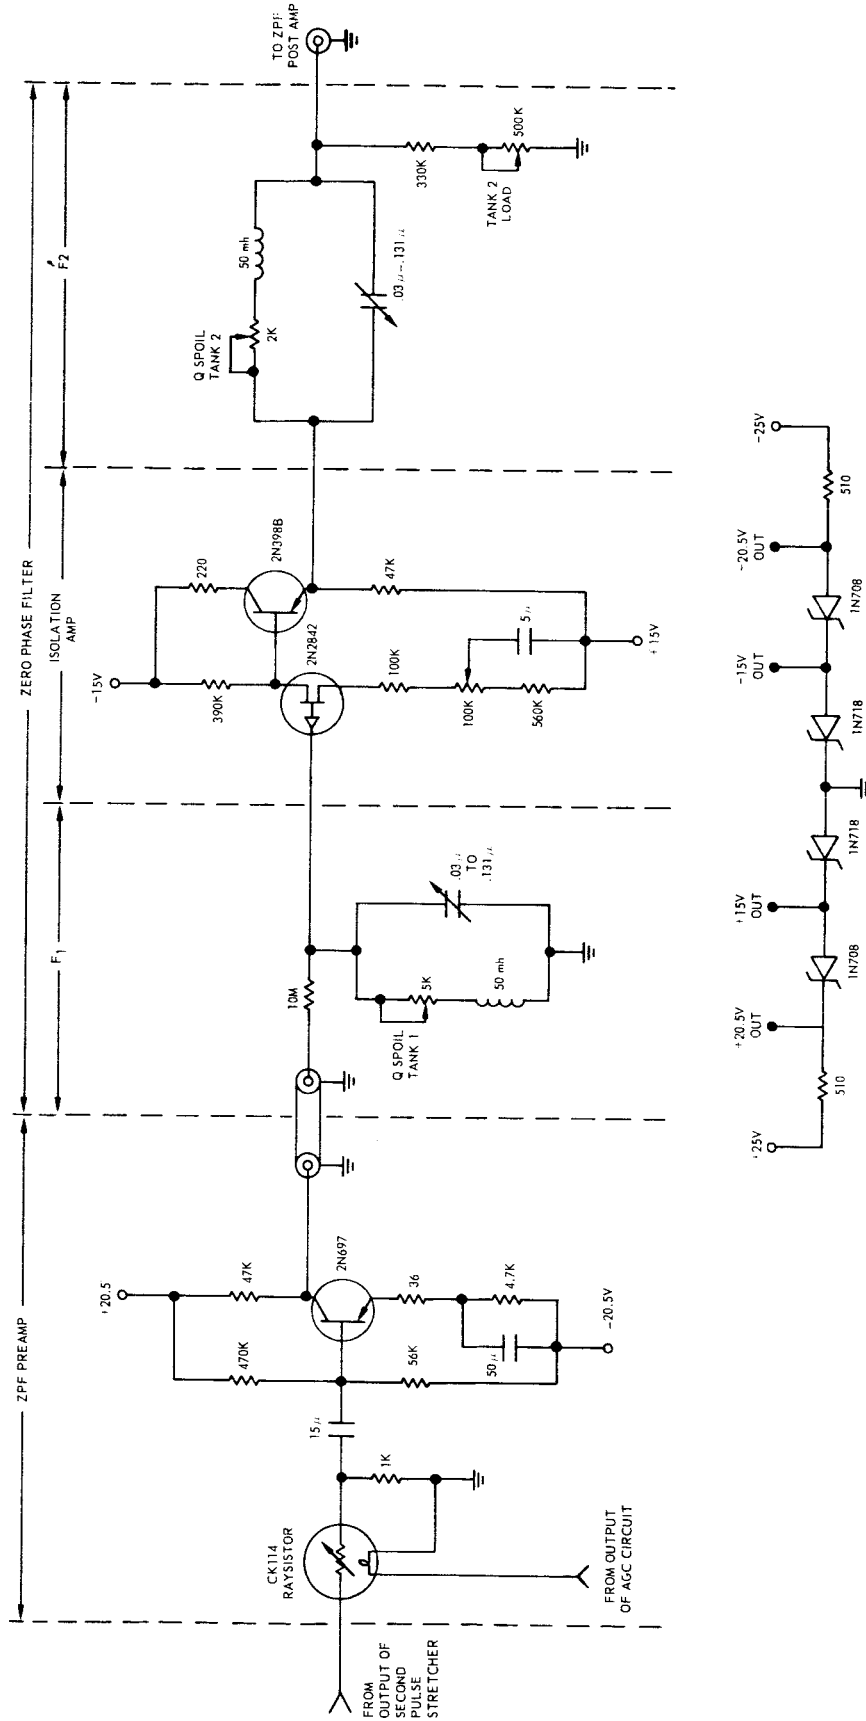 ZPF PREAMP
ZERO PHASE FILTER
F1
ISOLATION
AMP
F2
FROM
OUTPUT OF
SECOND
PULSE
STRETCHER
CK114
RAYSISTOR
1K
FROM OUTPUT
OF AGC CIRCUIT
15μ
470K
56K
+20.5
47K
2N697
36
50μ
4.7K
-20.5V
10M
Q SPOIL
TANK 1
5K
50 mh
.03μ
TO
.131μ
-15V
390K
220
2N398B
2N2842
100K
47K
100K
560K
5μ
+15V
Q SPOIL
TANK 2
2K
50 mh
.03μ-.131μ
330K
TANK 2
LOAD
500K
TO ZPF
POST AMP
+25V
510
+20.5V
OUT
1N708
+15V
OUT
1N718
1N718
-15V
OUT
1N708
-20.5V
OUT
510
-25V